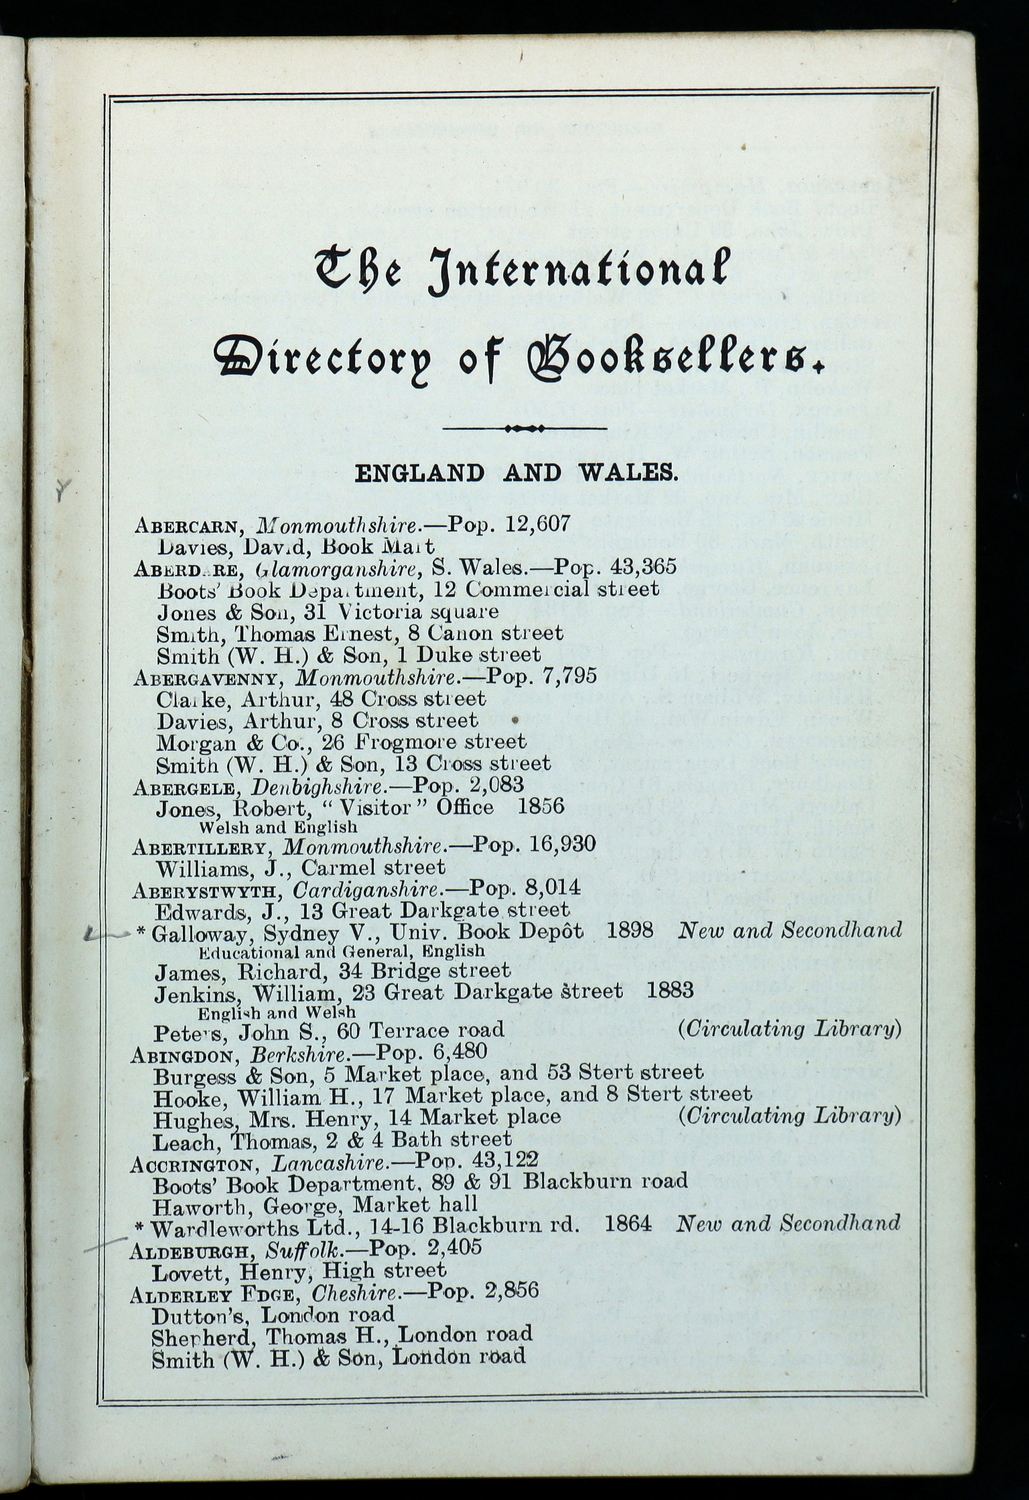 The International
Directory of Booksellers.
ENGLAND AND WALES.
ABERCARN, Monmouthshire.—Pop. 12,607
Davies, David, Book Mart
ABERDARE, Glamorganshire, S. Wales.—Pop. 43,365
Boots' Book Department, 12 Commercial street
Jones & Son, 31 Victoria square
Smith, Thomas Ernest, 8 Canon street
Smith (W. H.) & Son, 1 Duke street
ABERGAVENNY, Monmouthshire.—Pop. 7,795
Clarke, Arthur, 48 Cross street
Davies, Arthur, 8 Cross street
Morgan & Co., 26 Frogmore street
Smith (W. H.) & Son, 13 Cross street
ABERGELE, Denbighshire.—Pop. 2,083
Jones, Robert, "Visitor" Office 1856
Welsh and English
ABERTILLERY, Monmouthshire.—Pop. 16,930
Williams, J., Carmel street
ABERYSTWYTH, Cardiganshire.—Pop. 8,014
Edwards, J., 13 Great Darkgate street
* Galloway, Sydney V., Univ. Book Depôt 1898 New and Secondhand
Educational and General, English
James, Richard, 34 Bridge street
Jenkins, William, 23 Great Darkgate street 1883
English and Welsh
Peters, John S., 60 Terrace road (Circulating Library)
ABINGDON, Berkshire.—Pop. 6,480
Burgess & Son, 5 Market place, and 53 Stert street
Hooke, William H., 17 Market place, and 8 Stert street
Hughes, Mrs. Henry, 14 Market place (Circulating Library)
Leach, Thomas, 2 & 4 Bath street
ACCRINGTON, Lancashire.—Pop. 43,122
Boots' Book Department, 89 & 91 Blackburn road
Haworth, George, Market hall
* Wardleworths Ltd., 14-16 Blackburn rd. 1864 New and Secondhand
ALDEBURGH, Suffolk.—Pop. 2,405
Lovett, Henry, High street
ALDERLEY EDGE, Cheshire.—Pop. 2,856
Dutton's, London road
Shepherd, Thomas H., London road
Smith (W. H.) & Son, London road